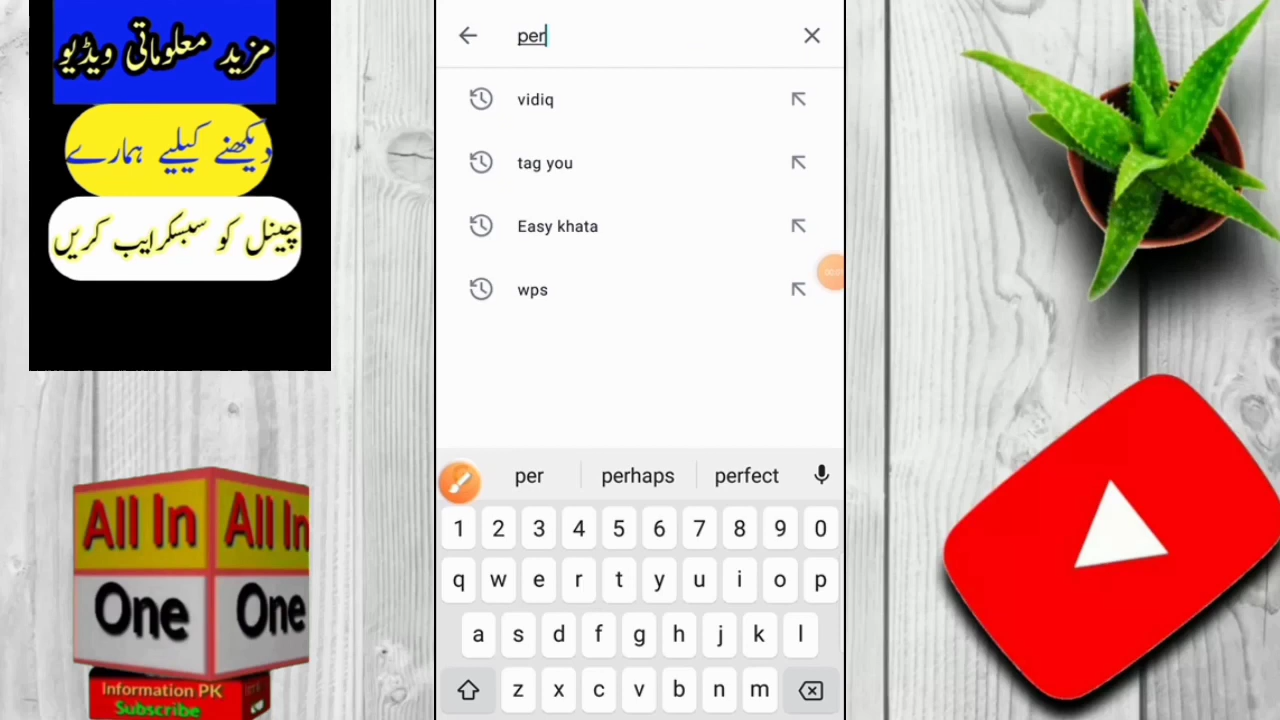 مزید معلوماتی ویڈیو
دیکھنے کیلیے ہمارے
چینل کو سبسکرایب کریں
All In
One
All In
One
Information PK
Subscribe
per
vidiq
tag you
Easy khata
wps
00:01
per perhaps perfect
1 2 3 4 5 6 7 8 9 0
q w e r t y u i o p
a s d f g h j k l
z x c v b n m